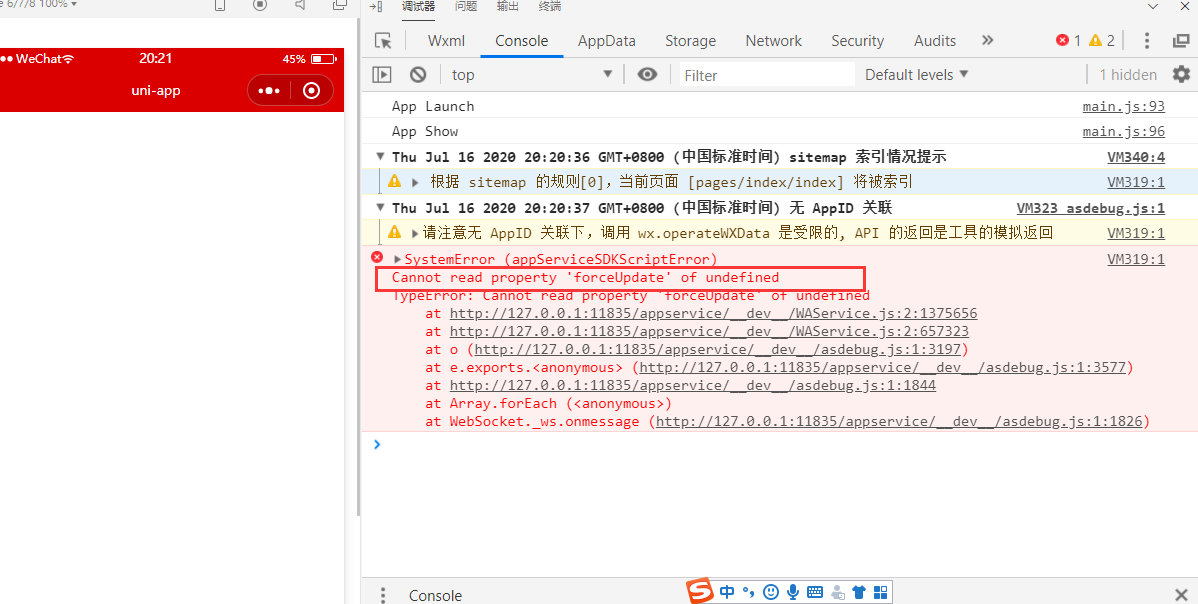 e 6/7/8 100%
调试器 问题 输出 终端
WeChat 20:21 45%
uni-app
Wxml Console AppData Storage Network Security Audits » 1 2
top Filter Default levels 1 hidden
App Launch main.js:93
App Show main.js:96
Thu Jul 16 2020 20:20:36 GMT+0800 (中国标准时间) sitemap 索引情况提示 VM340:4
根据 sitemap 的规则[0]，当前页面 [pages/index/index] 将被索引 VM319:1
Thu Jul 16 2020 20:20:37 GMT+0800 (中国标准时间) 无 AppID 关联 VM323 asdebug.js:1
请注意无 AppID 关联下，调用 wx.operateWXData 是受限的, API 的返回是工具的模拟返回 VM319:1
SystemError (appServiceSDKScriptError) VM319:1
Cannot read property 'forceUpdate' of undefined
TypeError: Cannot read property 'forceUpdate' of undefined
at http://127.0.0.1:11835/appservice/__dev__/WAService.js:2:1375656
at http://127.0.0.1:11835/appservice/__dev__/WAService.js:2:657323
at o (http://127.0.0.1:11835/appservice/__dev__/asdebug.js:1:3197)
at e.exports.<anonymous> (http://127.0.0.1:11835/appservice/__dev__/asdebug.js:1:3577)
at http://127.0.0.1:11835/appservice/__dev__/asdebug.js:1:1844
at Array.forEach (<anonymous>)
at WebSocket._ws.onmessage (http://127.0.0.1:11835/appservice/__dev__/asdebug.js:1:1826)
Console
S 中